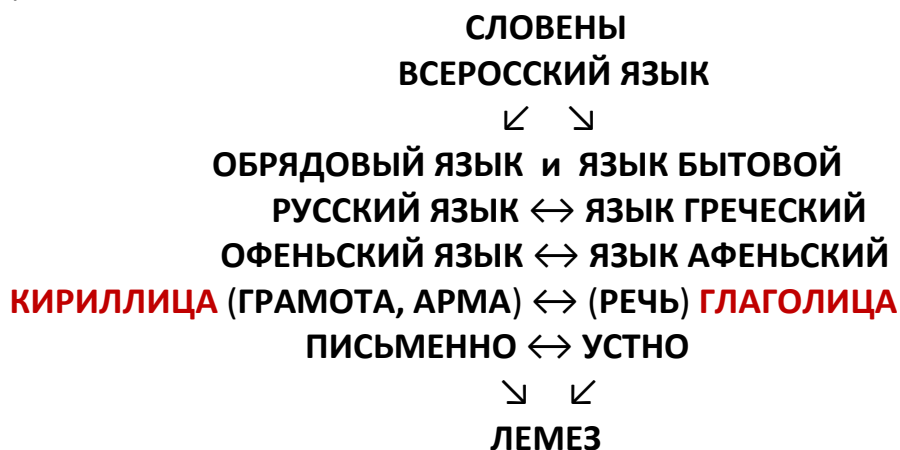 СЛОВЕНЫ
ВСЕРОССКИЙ ЯЗЫК
↙ ↘
ОБРЯДОВЫЙ ЯЗЫК и ЯЗЫК БЫТОВОЙ
РУССКИЙ ЯЗЫК ↔ ЯЗЫК ГРЕЧЕСКИЙ
ОФЕНЬСКИЙ ЯЗЫК ↔ ЯЗЫК АФЕНЬСКИЙ
КИРИЛЛИЦА (ГРАМОТА, АРМА) ↔ (РЕЧЬ) ГЛАГОЛИЦА
ПИСЬМЕННО ↔ УСТНО
↘ ↙
ЛЕМЕЗ